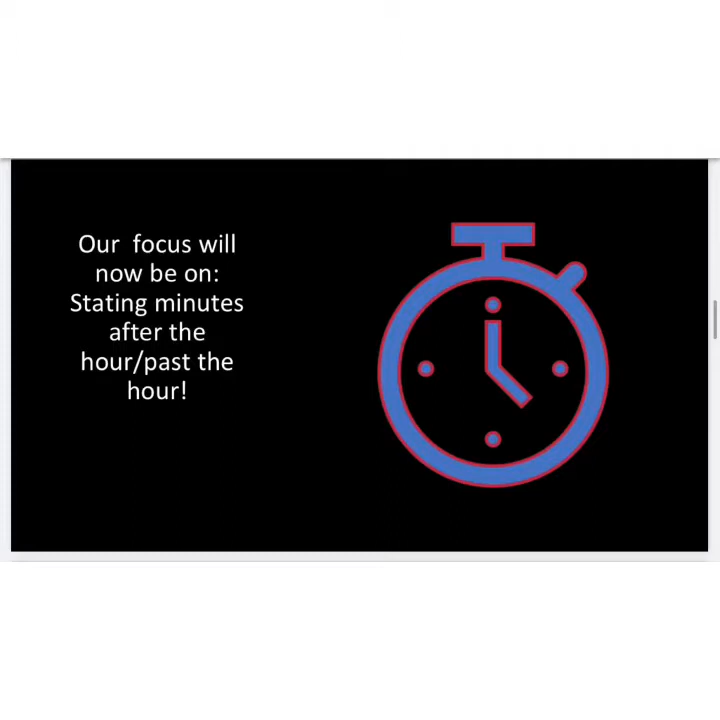 Our focus will
now be on:
Stating minutes
after the
hour/past the
hour!